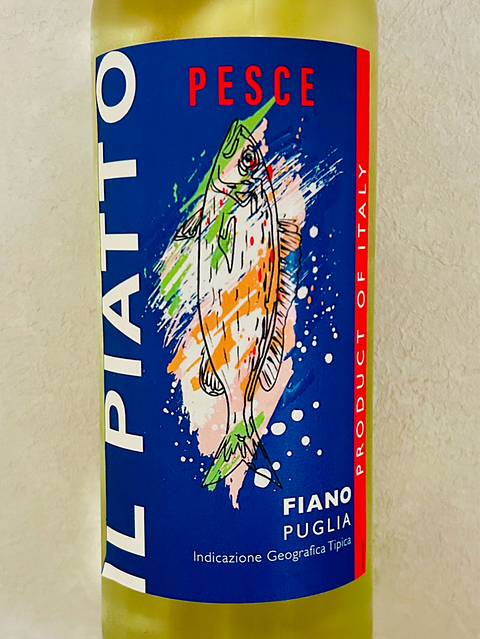 IL PIATTO
PESCE
PRODUCT OF ITALY
FIANO
PUGLIA
Indicazione Geografica Tipica